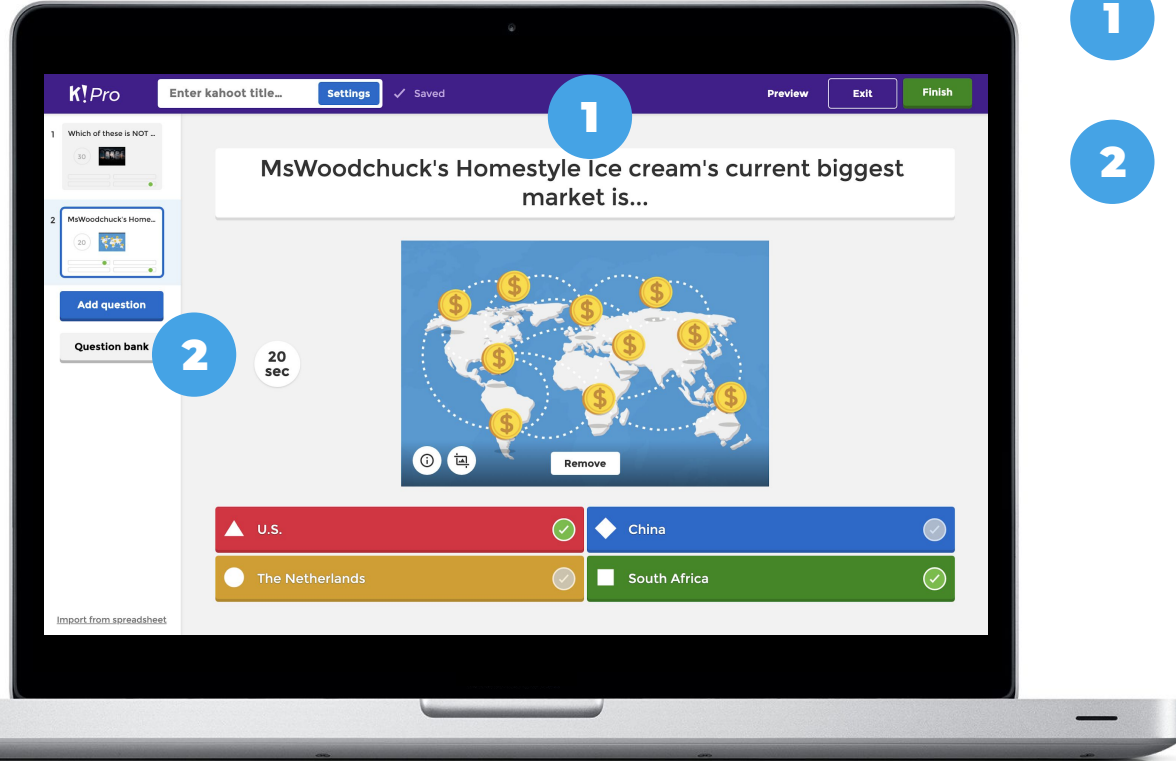 1
K! Pro
Enter kahoot title...
Settings
Saved
Preview
Exit
Finish
1
2
1
Which of these is NOT ...
30
2
MsWoodchuck's Home...
20
Add question
Question bank
2
MsWoodchuck's Homestyle Ice cream's current biggest
market is...
20
sec
$
$
$
$
$
$
$
$
$
$
Remove
U.S.
China
The Netherlands
South Africa
Import from spreadsheet